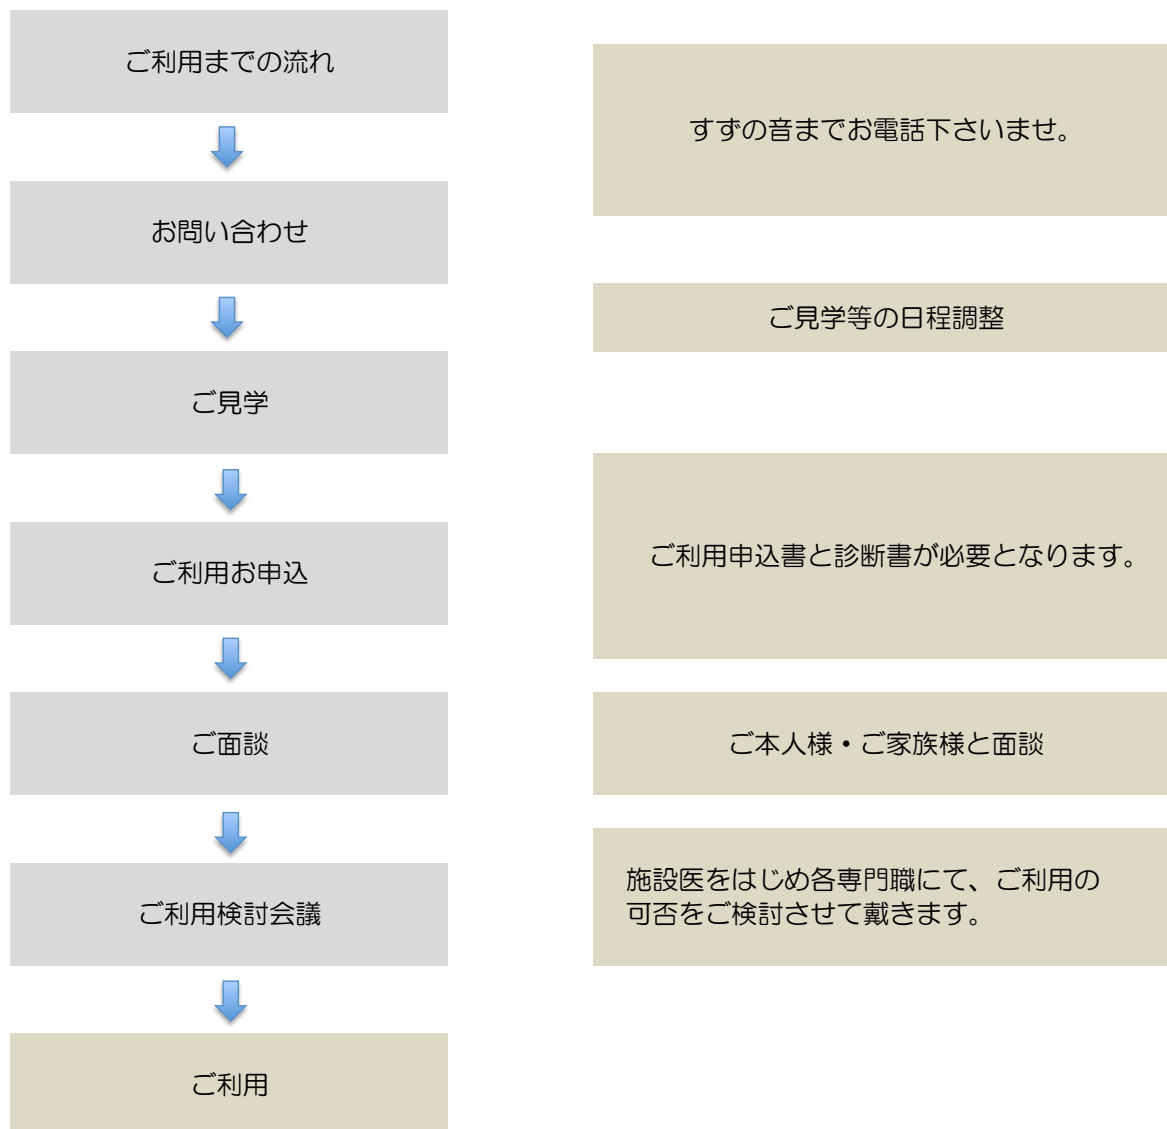 ご利用までの流れ
すずの音までお電話下さいませ。
お問い合わせ
ご見学等の日程調整
ご見学
ご利用お申込
ご利用申込書と診断書が必要となります。
ご面談
ご本人様・ご家族様と面談
ご利用検討会議
施設医をはじめ各専門職にて、ご利用の
可否をご検討させて戴きます。
ご利用